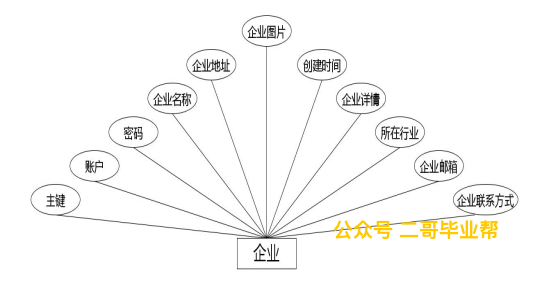 企业图片
企业地址
创建时间
企业名称
企业详情
密码
所在行业
账户
企业邮箱
主键
企业联系方式
公众号 二哥毕业帮
企业